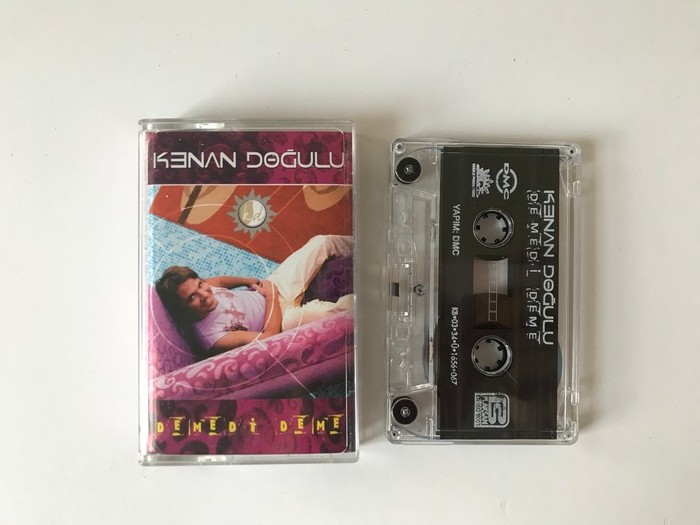 KENAN DOĞULU
DEMEDİ DEME
KENAN DOĞULU
DEMEDİ DEME
DMC
YAPIM: DMC